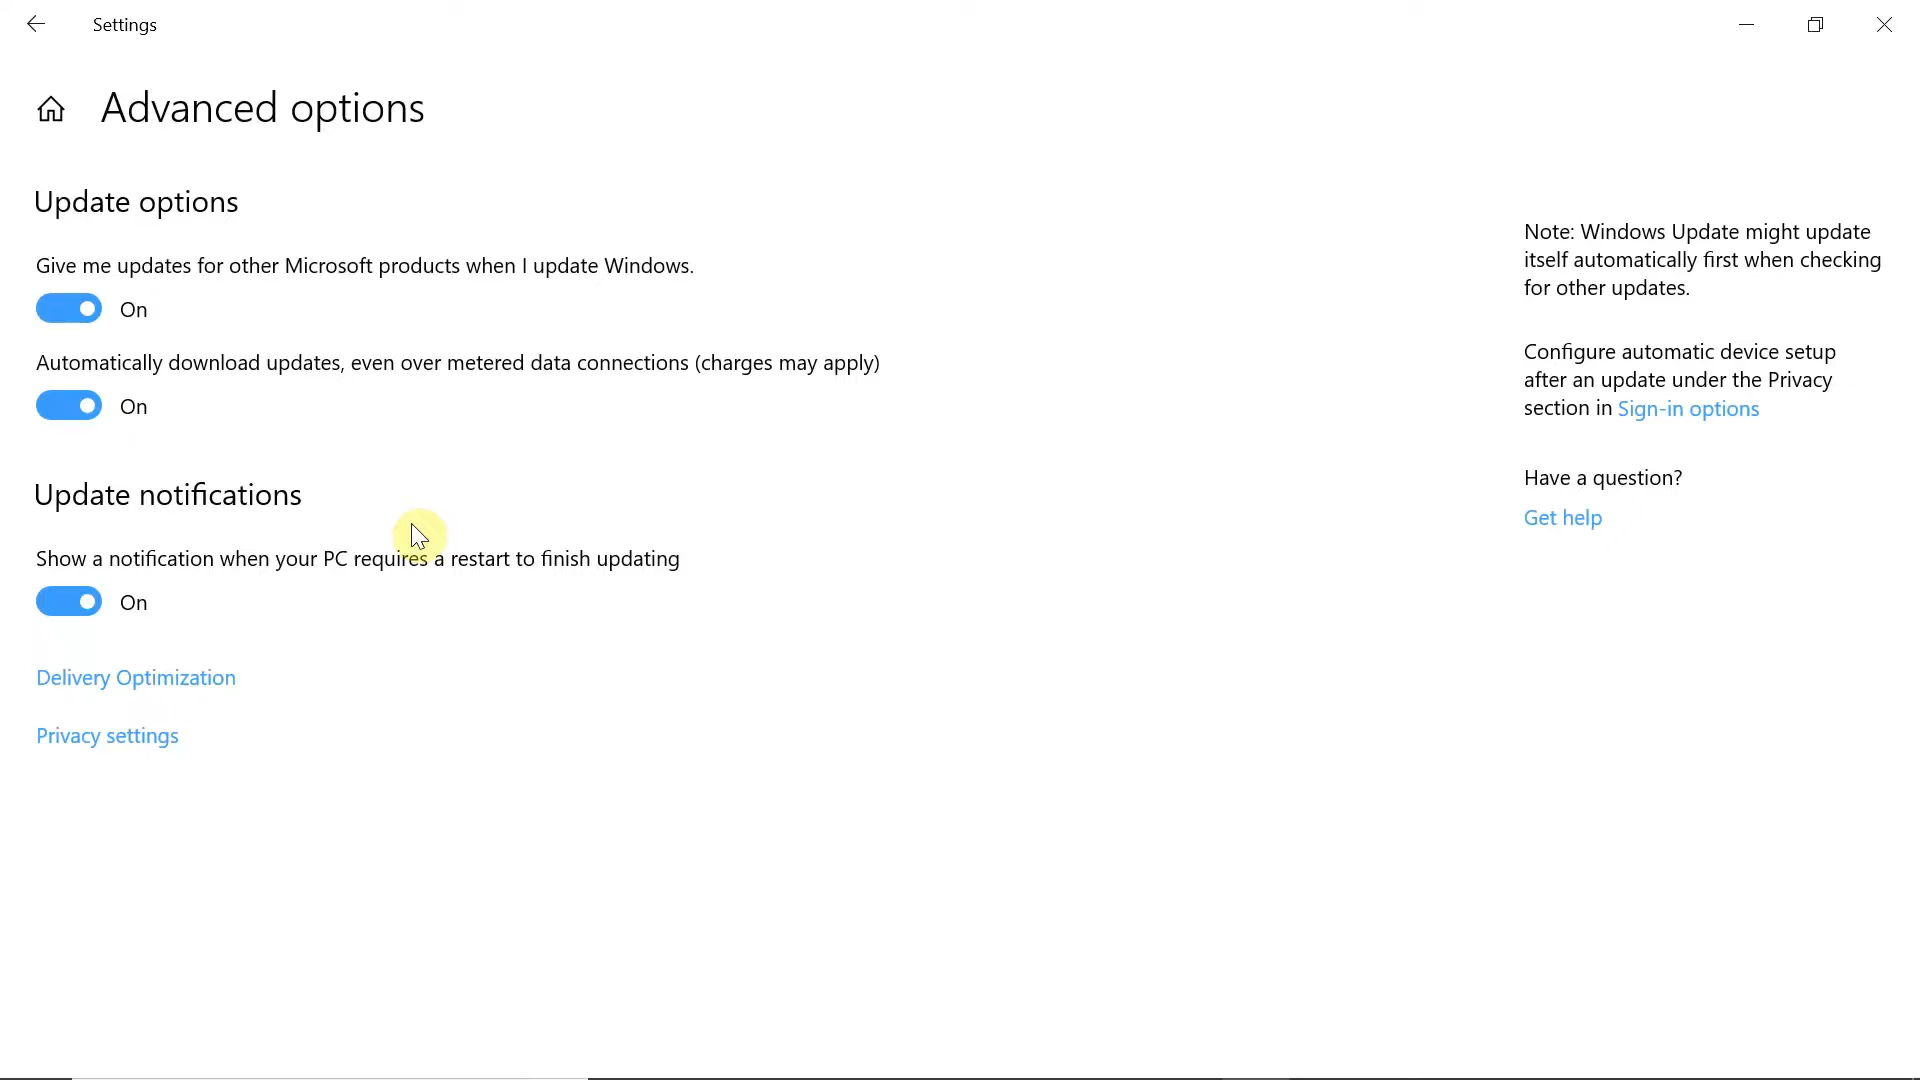 Settings
Advanced options
Update options
Give me updates for other Microsoft products when I update Windows.
On
Automatically download updates, even over metered data connections (charges may apply)
On
Update notifications
Show a notification when your PC requires a restart to finish updating
On
Delivery Optimization
Privacy settings
Note: Windows Update might update
itself automatically first when checking
for other updates.
Configure automatic device setup
after an update under the Privacy
section in Sign-in options
Have a question?
Get help